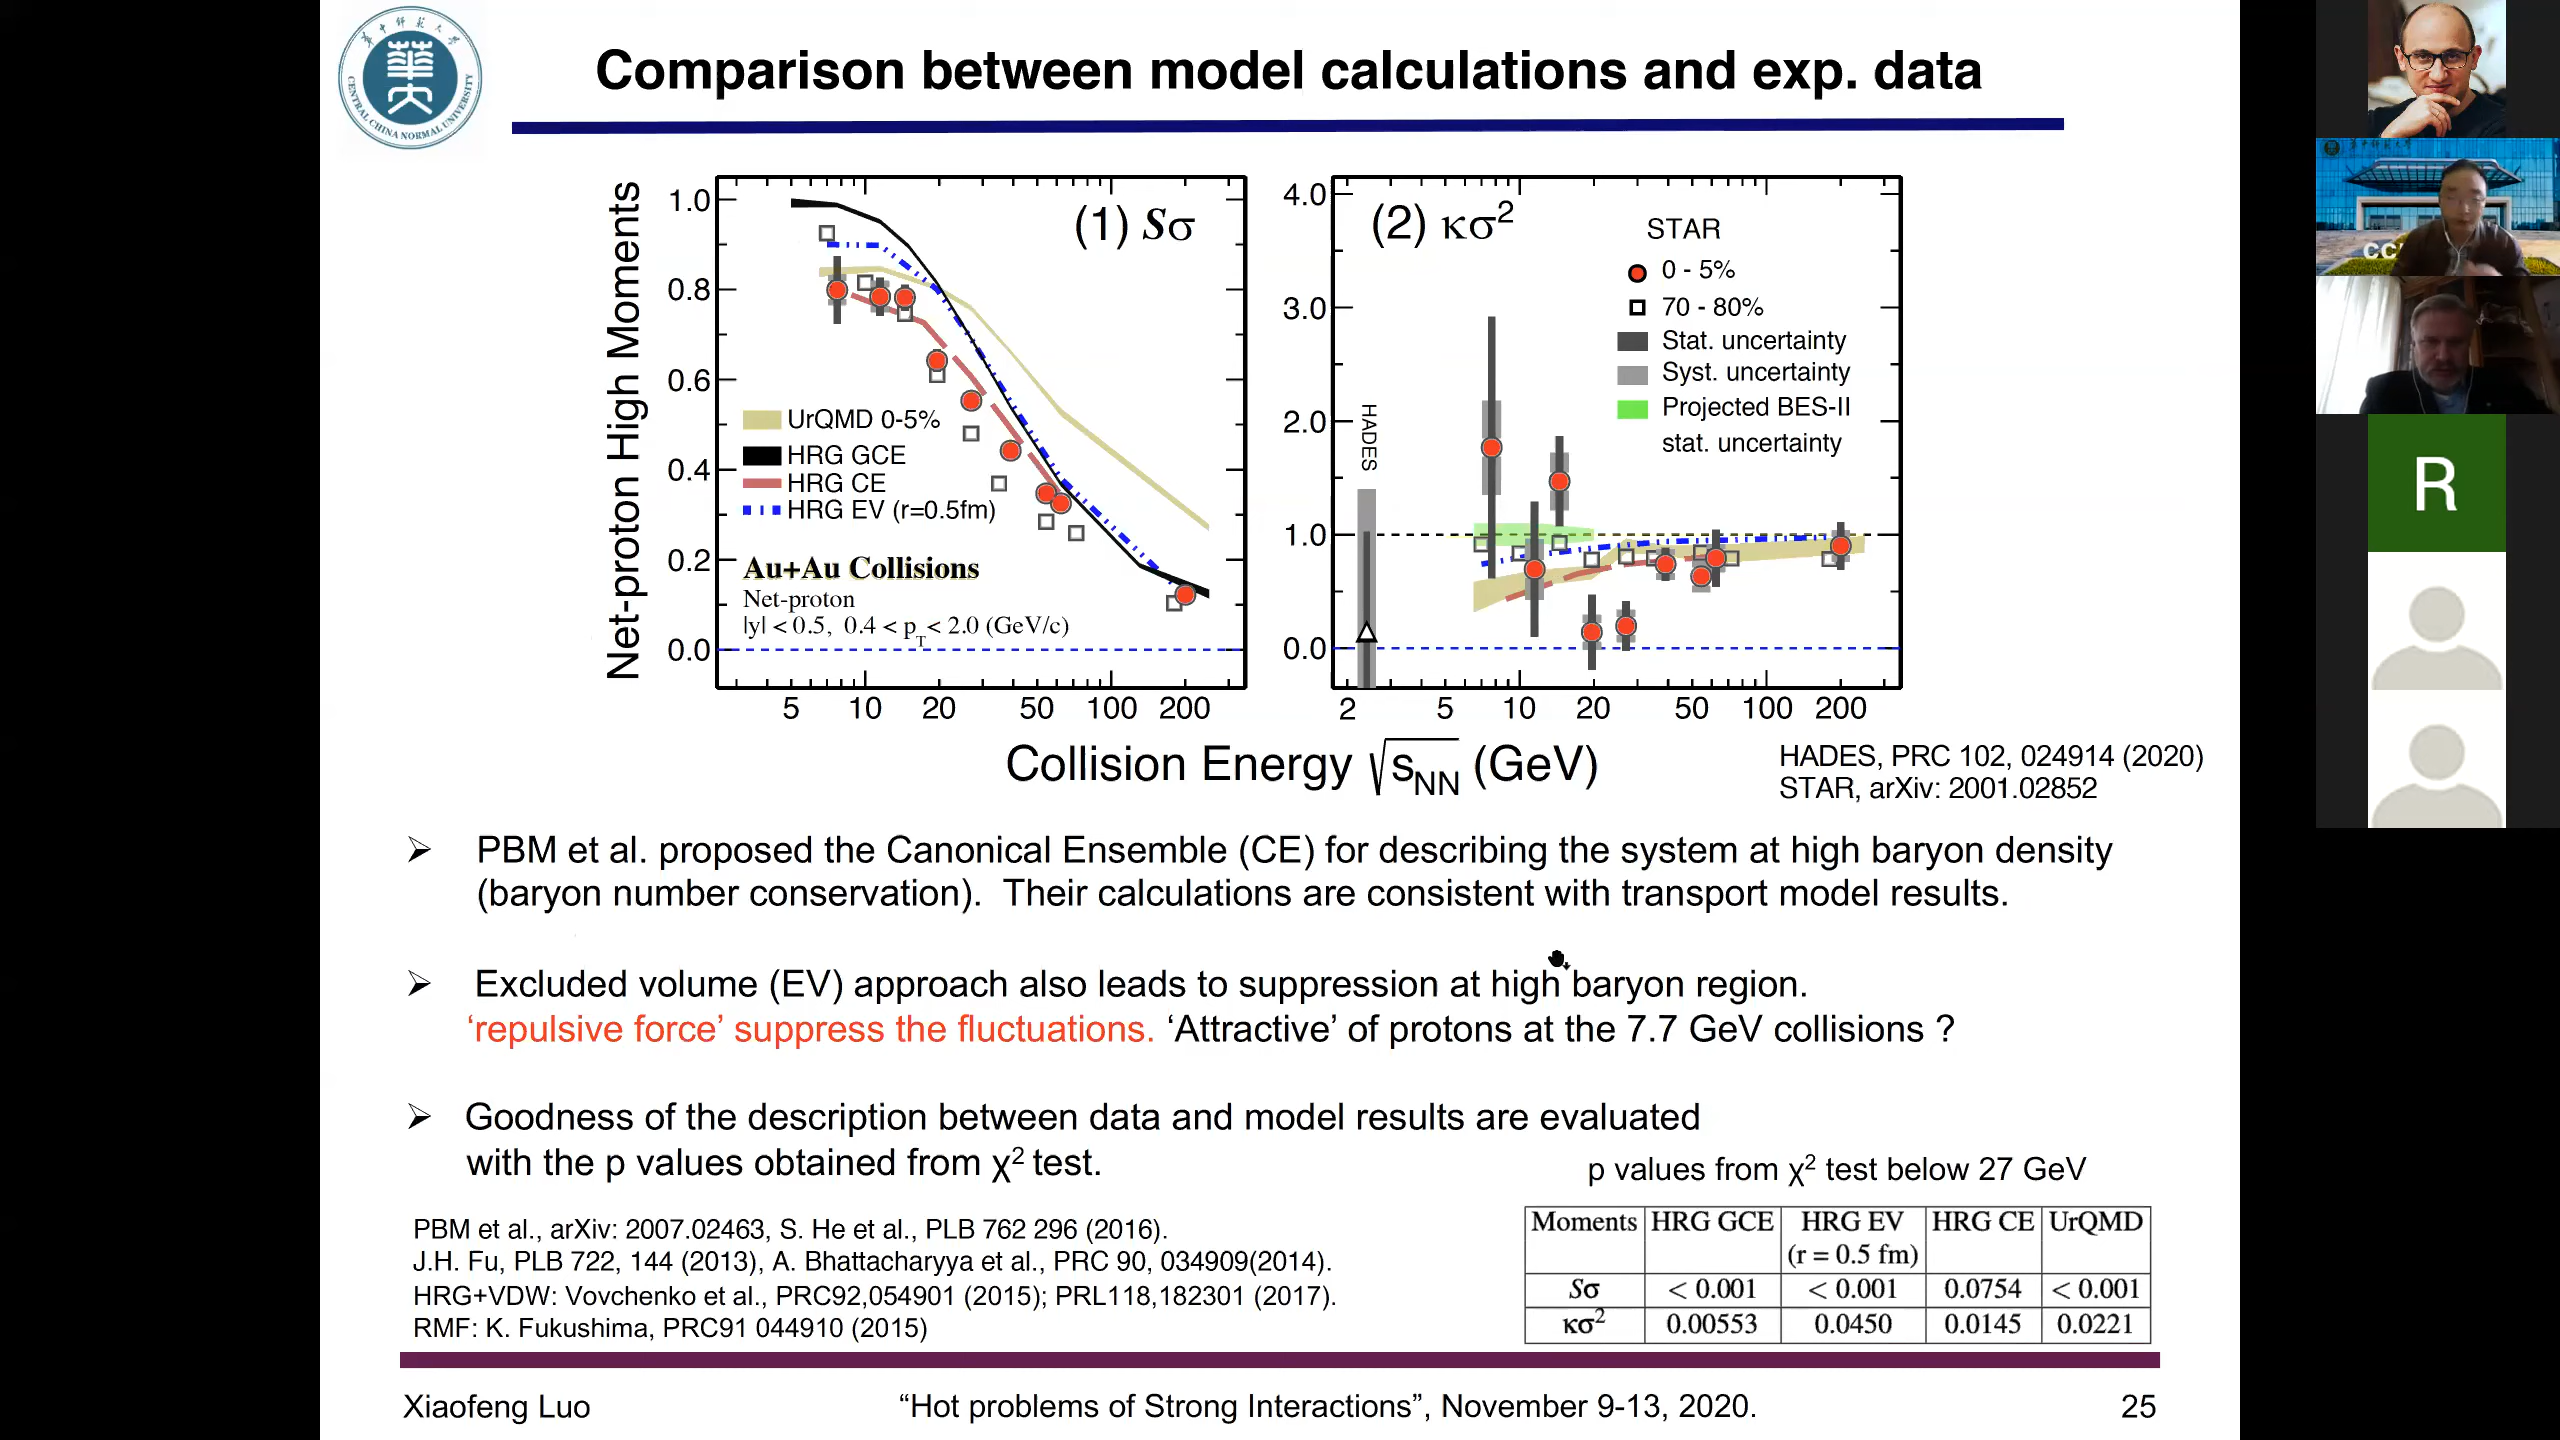 華中師範大學
CENTRAL CHINA NORMAL UNIVERSITY
Comparison between model calculations and exp. data
Net-proton High Moments
1.0
0.8
0.6
0.4
0.2
0.0
(1) Sσ
UrQMD 0-5%
HRG GCE
HRG CE
HRG EV (r=0.5fm)
Au+Au Collisions
Net-proton
|y| < 0.5, 0.4 < pT < 2.0 (GeV/c)
5 10 20 50 100 200
4.0
3.0
2.0
1.0
0.0
(2) κσ²
STAR
0 - 5%
70 - 80%
Stat. uncertainty
Syst. uncertainty
Projected BES-II
stat. uncertainty
HADES
2 5 10 20 50 100 200
Collision Energy √sNN (GeV)
HADES, PRC 102, 024914 (2020)
STAR, arXiv: 2001.02852
➢ PBM et al. proposed the Canonical Ensemble (CE) for describing the system at high baryon density
(baryon number conservation). Their calculations are consistent with transport model results.
➢ Excluded volume (EV) approach also leads to suppression at high baryon region.
‘repulsive force’ suppress the fluctuations. ‘Attractive’ of protons at the 7.7 GeV collisions ?
➢ Goodness of the description between data and model results are evaluated
with the p values obtained from χ² test.
p values from χ² test below 27 GeV
Moments HRG GCE HRG EV HRG CE UrQMD
(r = 0.5 fm)
Sσ < 0.001 < 0.001 0.0754 < 0.001
κσ² 0.00553 0.0450 0.0145 0.0221
PBM et al., arXiv: 2007.02463, S. He et al., PLB 762 296 (2016).
J.H. Fu, PLB 722, 144 (2013), A. Bhattacharyya et al., PRC 90, 034909(2014).
HRG+VDW: Vovchenko et al., PRC92,054901 (2015); PRL118,182301 (2017).
RMF: K. Fukushima, PRC91 044910 (2015)
Xiaofeng Luo
“Hot problems of Strong Interactions”, November 9-13, 2020.
25
R